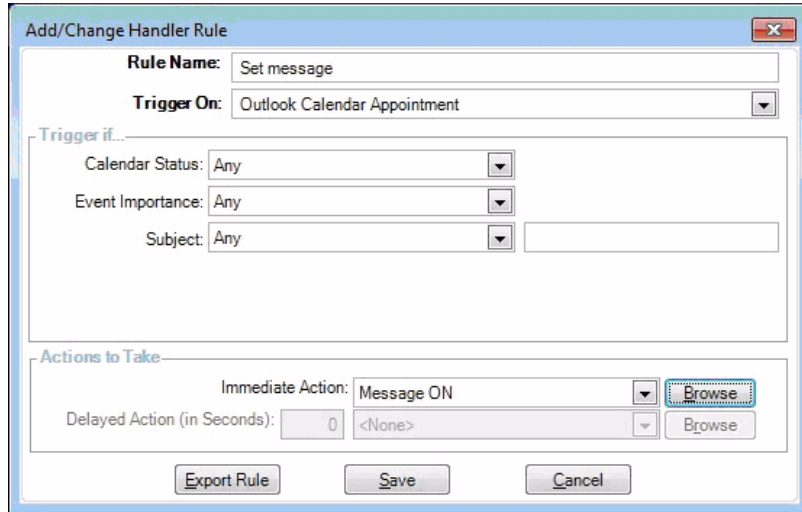 Add/Change Handler Rule
Rule Name: Set message
Trigger On: Outlook Calendar Appointment
Trigger if...
Calendar Status: Any
Event Importance: Any
Subject: Any
Actions to Take
Immediate Action: Message ON Browse
Delayed Action (in Seconds): 0 <None> Browse
Export Rule Save Cancel